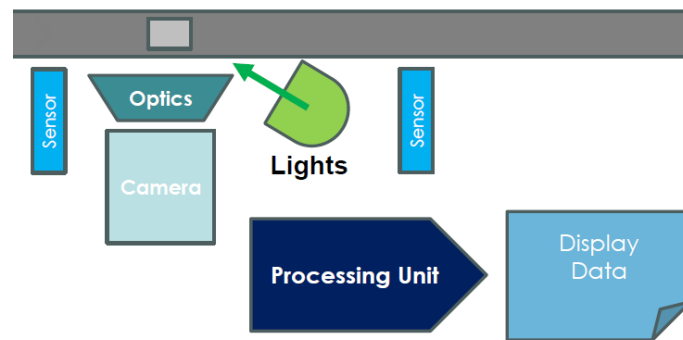 Sensor
Optics
Camera
Lights
Sensor
Processing Unit
Display
Data